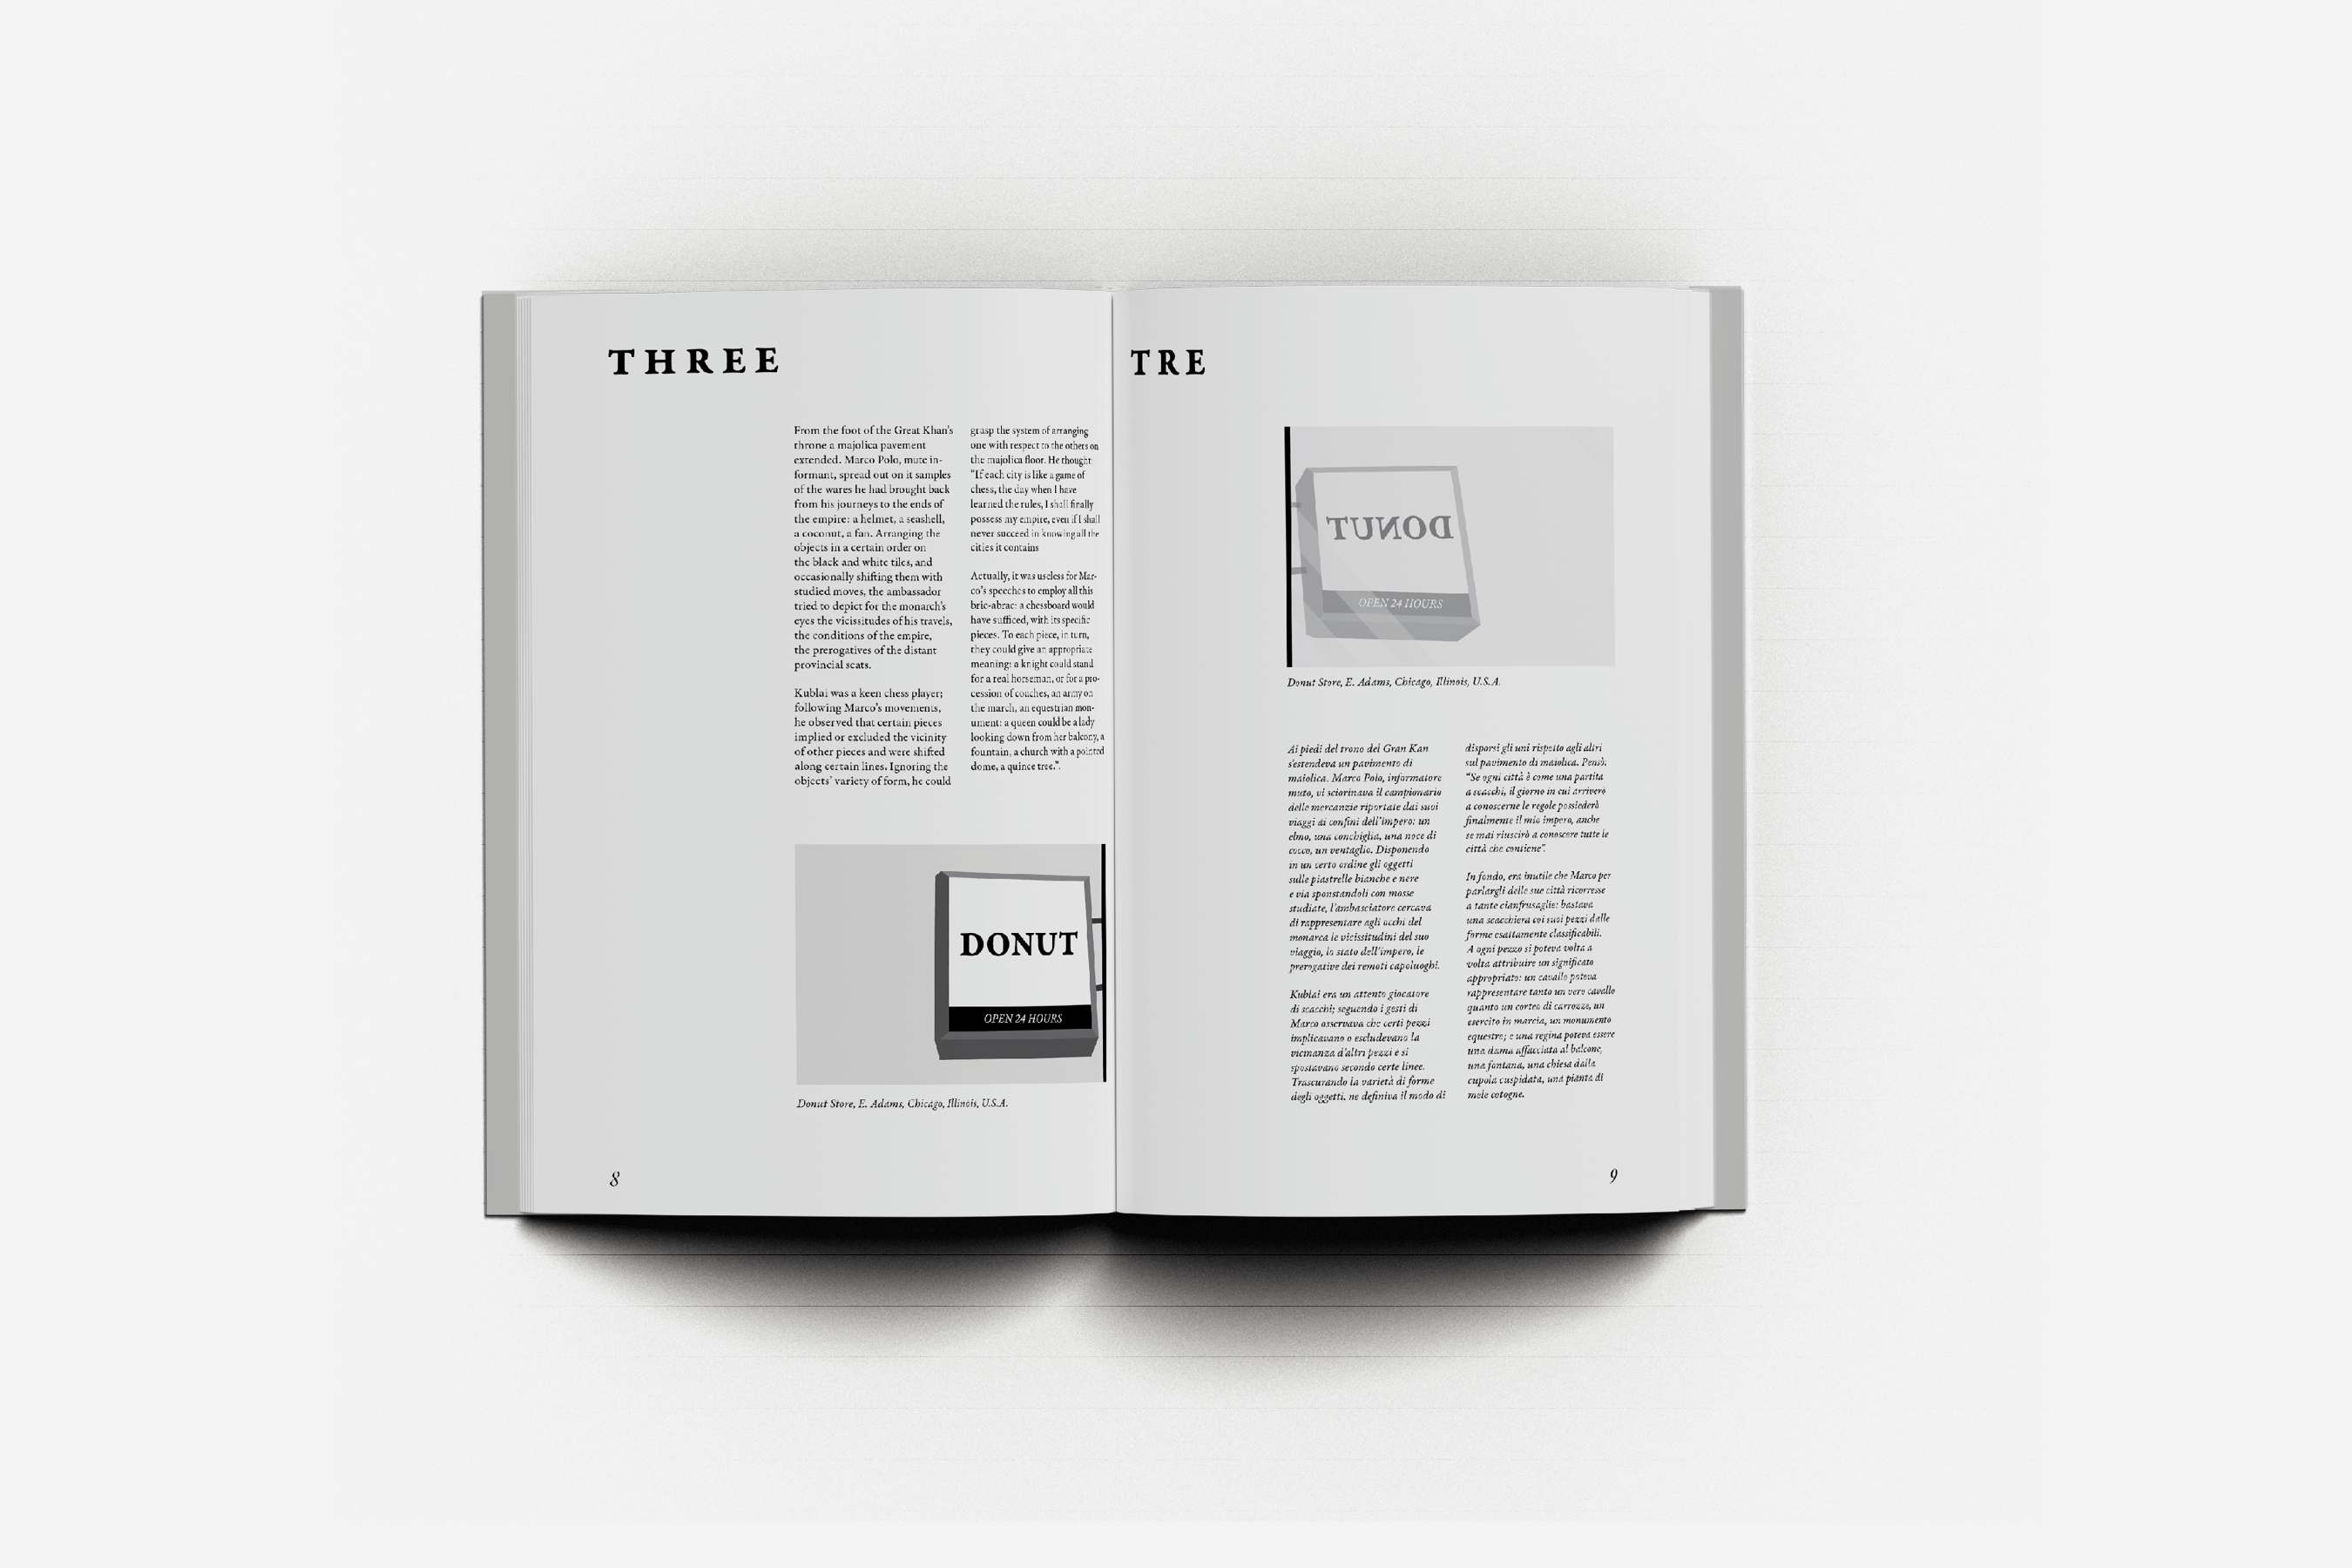 THREE
From the foot of the Great Khan's
throne a majolica pavement
extended. Marco Polo, mute in-
formant, spread out on it samples
of the wares he had brought back
from his journeys to the ends of
the empire: a helmet, a seashell,
a coconut, a fan. Arranging the
objects in a certain order on
the black and white tiles, and
occasionally shifting them with
studied moves, the ambassador
tried to depict for the monarch's
eyes the vicissitudes of his travels,
the conditions of the empire,
the prerogatives of the distant
provincial seats.
Kublai was a keen chess player;
following Marco's movements,
he observed that certain pieces
implied or excluded the vicinity
of other pieces and were shifted
along certain lines. Ignoring the
objects' variety of form, he could
grasp the system of arranging
one with respect to the others on
the majolica floor. He thought:
"If each city is like a game of
chess, the day when I have
learned the rules, I shall finally
possess my empire, even if I shall
never succeed in knowing all the
cities it contains
Actually, it was useless for Mar-
co's speeches to employ all this
bric-abrac: a chessboard would
have sufficed, with its specific
pieces. To each piece, in turn,
they could give an appropriate
meaning: a knight could stand
for a real horseman, or for a pro-
cession of coaches, an army on
the march, an equestrian mon-
ument: a queen could be a lady
looking down from her balcony, a
fountain, a church with a pointed
dome, a quince tree.".
DONUT
OPEN 24 HOURS
Donut Store, E. Adams, Chicago, Illinois, U.S.A.
8
TRE
DONUT
OPEN 24 HOURS
Donut Store, E. Adams, Chicago, Illinois, U.S.A.
Ai piedi del trono del Gran Kan
s'estendeva un pavimento di
maiolica. Marco Polo, informatore
muto, vi sciorinava il campionario
delle mercanzie riportate dai suoi
viaggi ai confini dell'impero: un
elmo, una conchiglia, una noce di
cocco, un ventaglio. Disponendo
in un certo ordine gli oggetti
sulle piastrelle bianche e nere
e via sponstandoli con mosse
studiate, l'ambasciatore cercava
di rappresentare agli occhi del
monarca le vicissitudini del suo
viaggio, lo stato dell'impero, le
prerogative dei remoti capoluoghi.
Kublai era un attento giocatore
di scacchi; seguendo i gesti di
Marco osservava che certi pezzi
implicavano o escludevano la
vicinanza d'altri pezzi e si
spostavano secondo certe linee.
Trascurando la varietà di forme
degli oggetti, ne definiva il modo di
disporsi gli uni rispetto agli altri
sul pavimento di maiolica. Pensò:
"Se ogni città è come una partita
a scacchi, il giorno in cui arriverò
a conoscerne le regole possiederò
finalmente il mio impero, anche
se mai riuscirò a conoscere tutte le
città che contiene".
In fondo, era inutile che Marco per
parlargli delle sue città ricorresse
a tante cianfrusaglie: bastava
una scacchiera coi suoi pezzi dalle
forme esattamente classificabili.
A ogni pezzo si poteva volta a
volta attribuire un significato
appropriato: un cavallo poteva
rappresentare tanto un vero cavallo
quanto un corteo di carrozze, un
esercito in marcia, un monumento
equestre; e una regina poteva essere
una dama affacciata al balcone,
una fontana, una chiesa dalla
cupola cuspidata, una pianta di
mele cotogne.
9